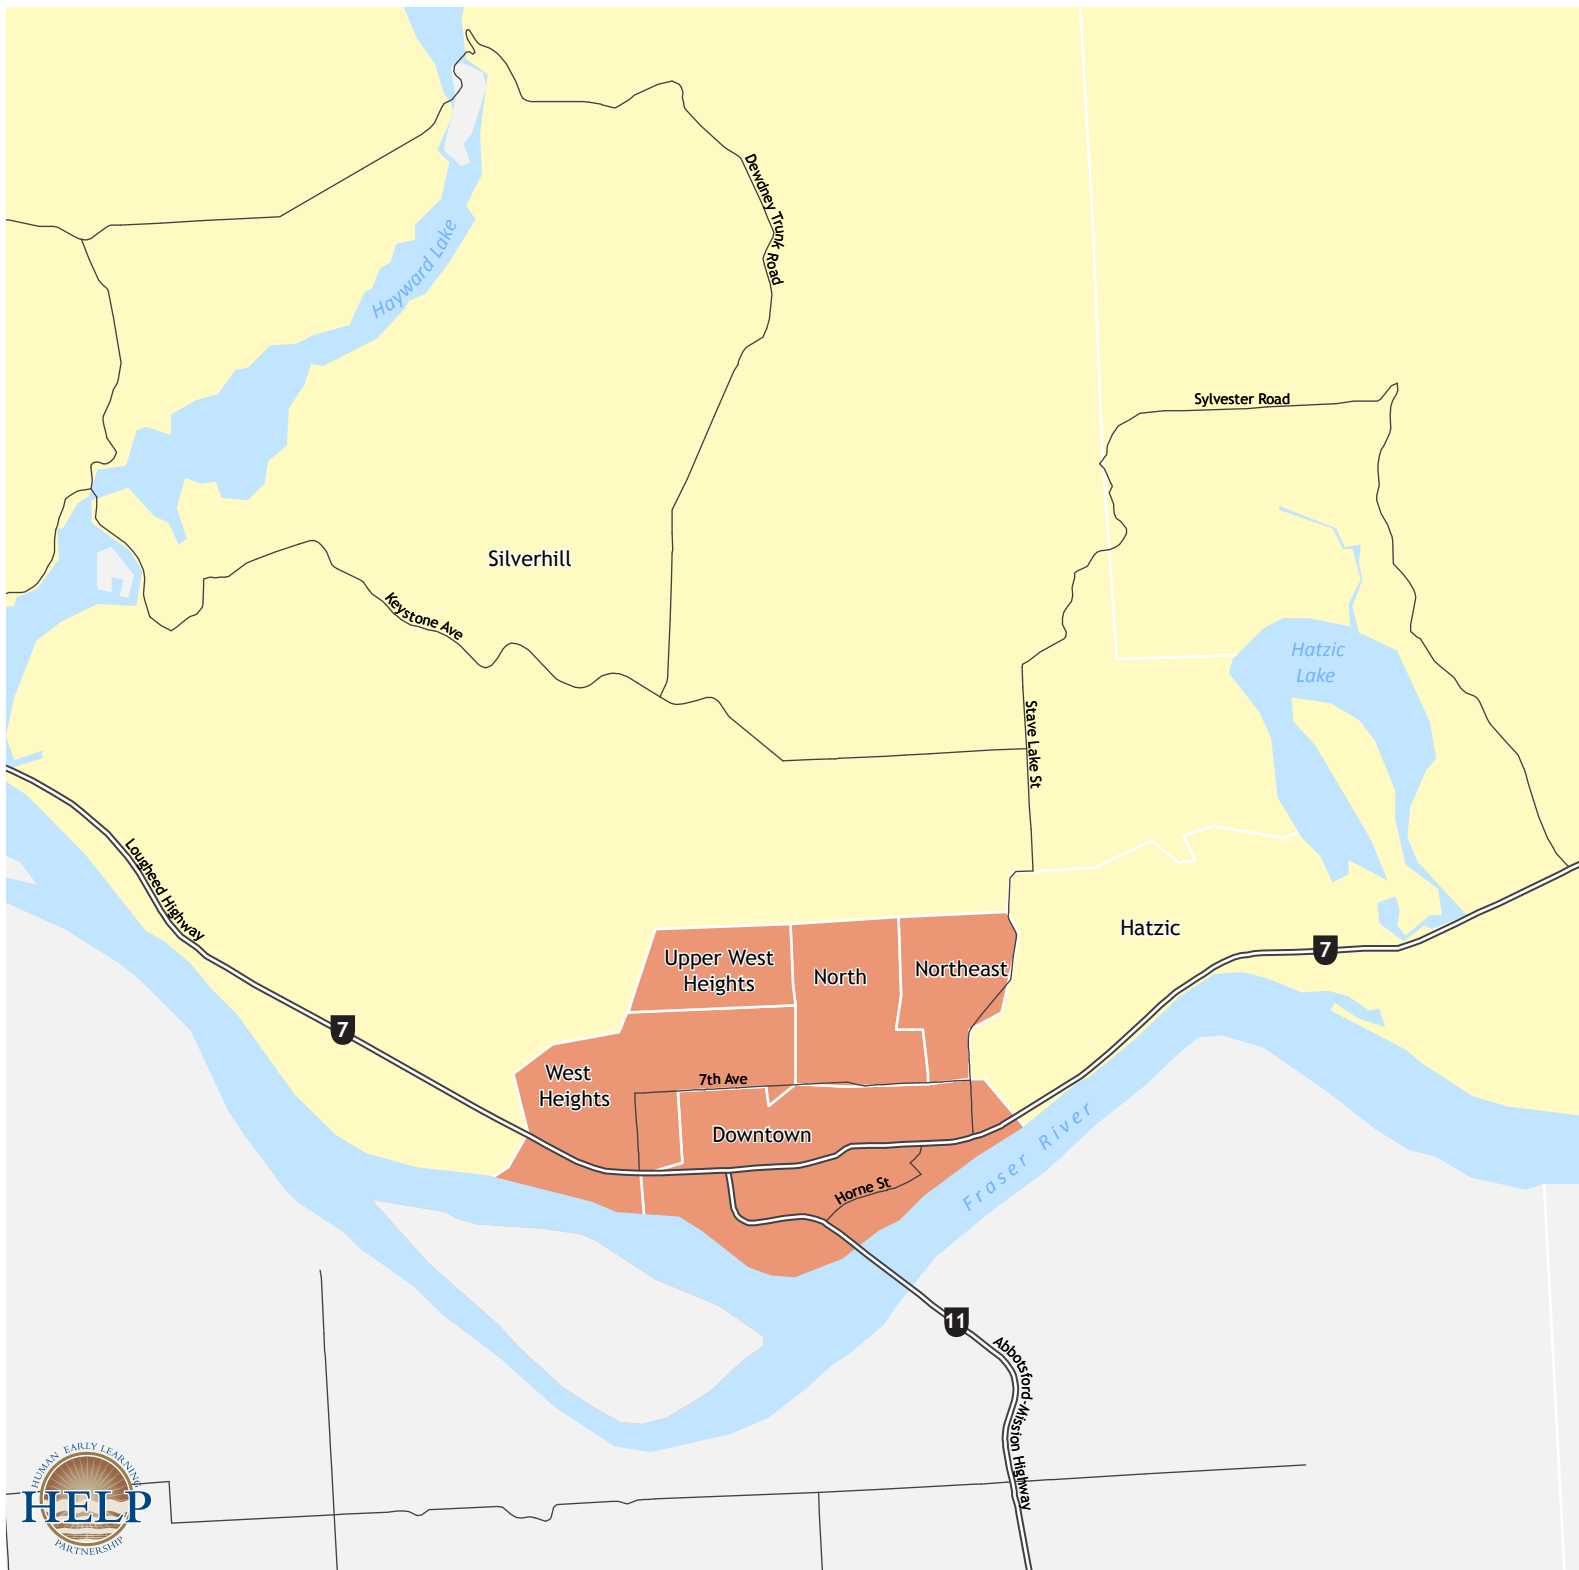 Dewdney Trunk Road
Hayward Lake
Sylvester Road
Silverhill
Keystone Ave
Hatzic
Lake
Stave Lake St
Lougheed Highway
Hatzic
7
Upper West
Heights
North
Northeast
7
West
Heights
7th Ave
Downtown
Fraser River
Horne St
11
Abbotsford-Mission Highway
HUMAN EARLY LEARNING
HELP
PARTNERSHIP